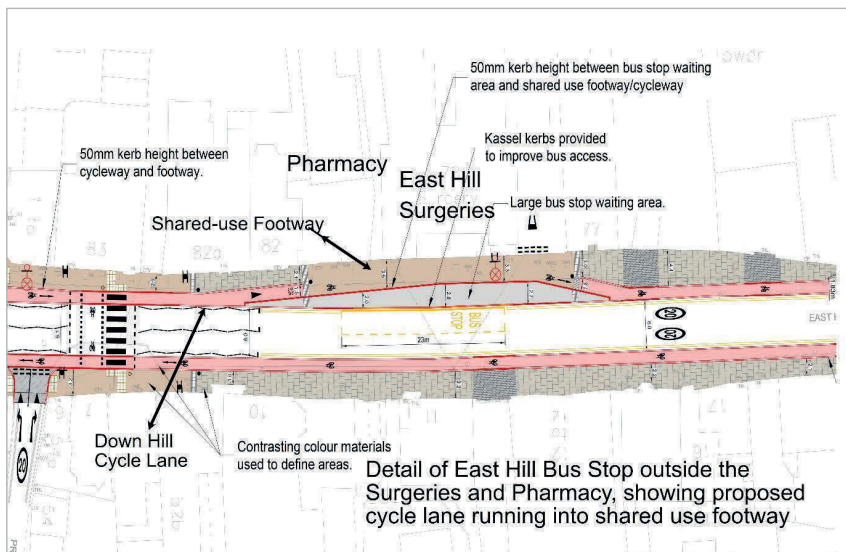 50mm kerb height between bus stop waiting
area and shared use footway/cycleway
50mm kerb height between
cycleway and footway.
Pharmacy
Kassel kerbs provided
to improve bus access.
East Hill
Surgeries
Large bus stop waiting area.
Shared-use Footway
83
82a
82
77
BUS
STOP
23m
20
20
EAST H
Down Hill
Cycle Lane
Contrasting colour materials
used to define areas.
20
Detail of East Hill Bus Stop outside the
Surgeries and Pharmacy, showing proposed
cycle lane running into shared use footway